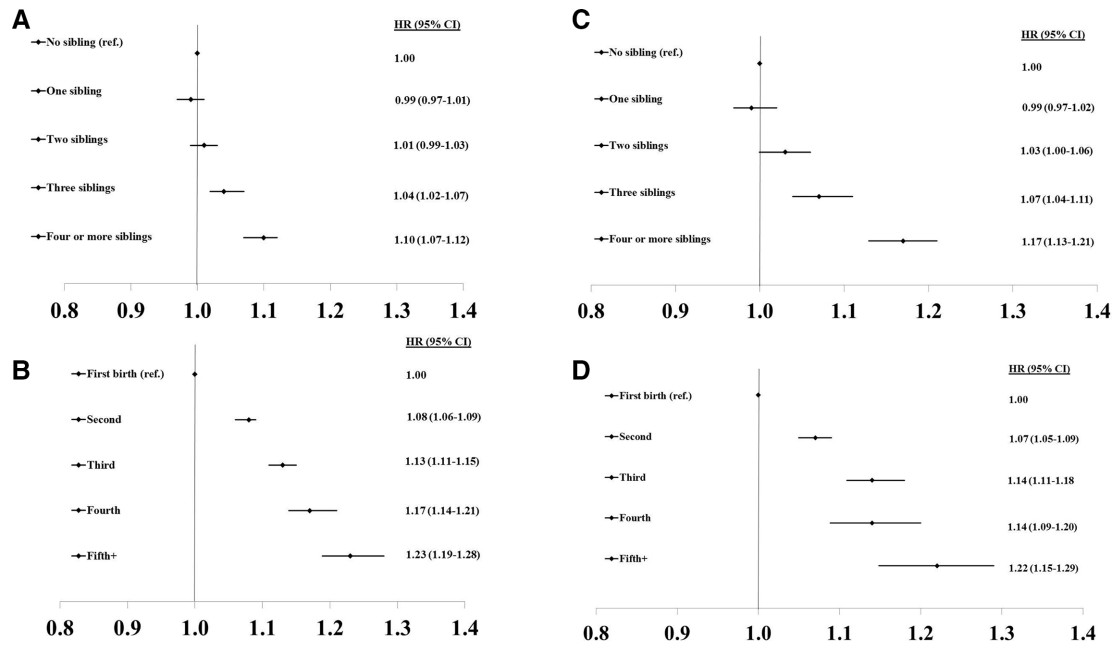 A
HR (95% CI)
No sibling (ref.)
1.00
One sibling
0.99 (0.97-1.01)
Two siblings
1.01 (0.99-1.03)
Three siblings
1.04 (1.02-1.07)
Four or more siblings
1.10 (1.07-1.12)
0.8 0.9 1.0 1.1 1.2 1.3 1.4
B
HR (95% CI)
First birth (ref.)
1.00
Second
1.08 (1.06-1.09)
Third
1.13 (1.11-1.15)
Fourth
1.17 (1.14-1.21)
Fifth+
1.23 (1.19-1.28)
0.8 0.9 1.0 1.1 1.2 1.3 1.4
C
HR (95% CI)
No sibling (ref.)
1.00
One sibling
0.99 (0.97-1.02)
Two siblings
1.03 (1.00-1.06)
Three siblings
1.07 (1.04-1.11)
Four or more siblings
1.17 (1.13-1.21)
0.8 0.9 1.0 1.1 1.2 1.3 1.4
D
HR (95% CI)
First birth (ref.)
1.00
Second
1.07 (1.05-1.09)
Third
1.14 (1.11-1.18
Fourth
1.14 (1.09-1.20)
Fifth+
1.22 (1.15-1.29)
0.8 0.9 1.0 1.1 1.2 1.3 1.4